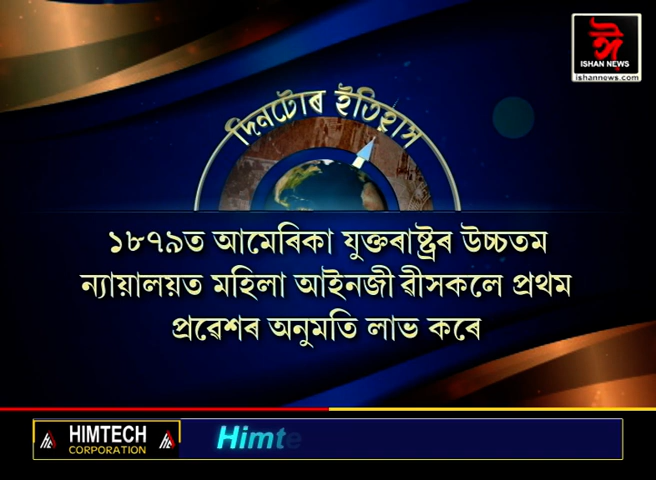 ঈ
ISHAN NEWS
ishannews.com
দিনটোৰ ইতিহাস
১৮৭৯ত আমেৰিকা যুক্তৰাষ্ট্ৰৰ উচ্চতম
ন্যায়ালয়ত মহিলা আইনজী ৱীসকলে প্ৰথম
প্ৰৱেশৰ অনুমতি লাভ কৰে
HIMTECH
CORPORATION
Himte